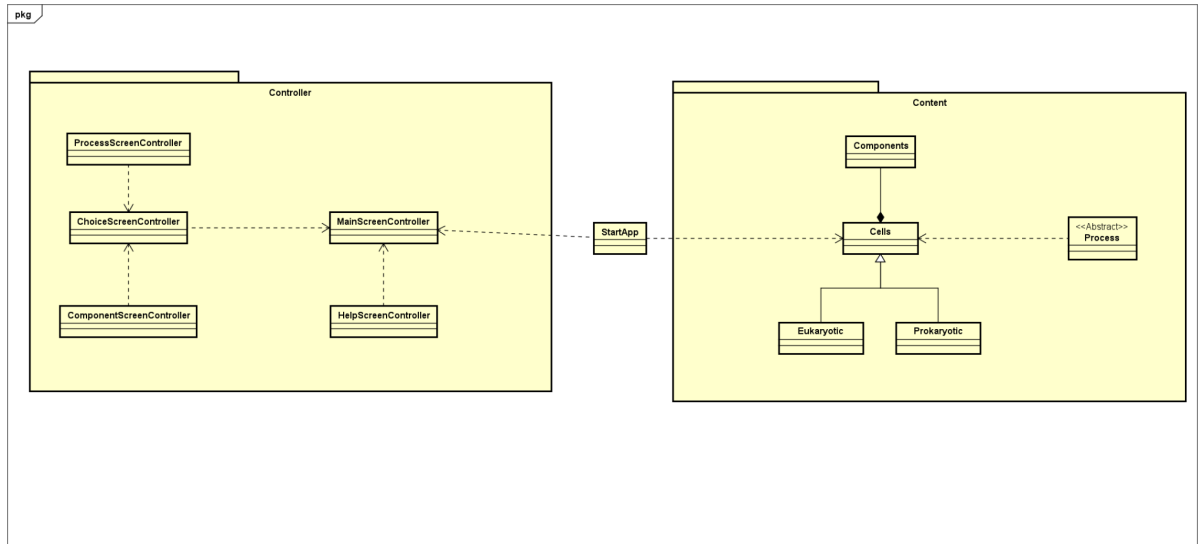 pkg
Controller
Content
ProcessScreenController
Components
ChoiceScreenController
MainScreenController
StartApp
Cells
<<Abstract>>
Process
ComponentScreenController
HelpScreenController
Eukaryotic
Prokaryotic